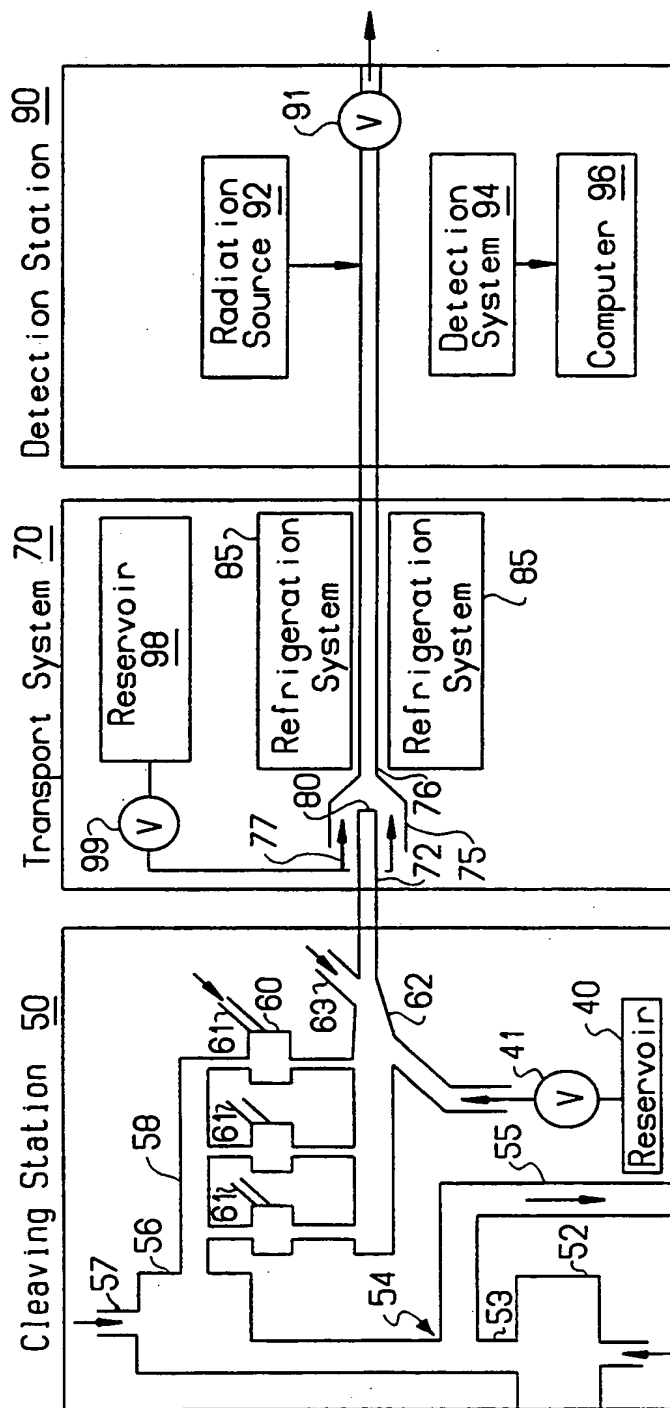 Cleaving Station 50
57
56
58
61
61
61
60
63
62
54
53
52
55
41
V
40
Reservoir
Transport System 70
99
V
Reservoir
98
77
80
85
Refrigeration
System
72
75
76
Refrigeration
System
85
Detection Station 90
Radiation
Source 92
91
V
Detection
System 94
Computer 96